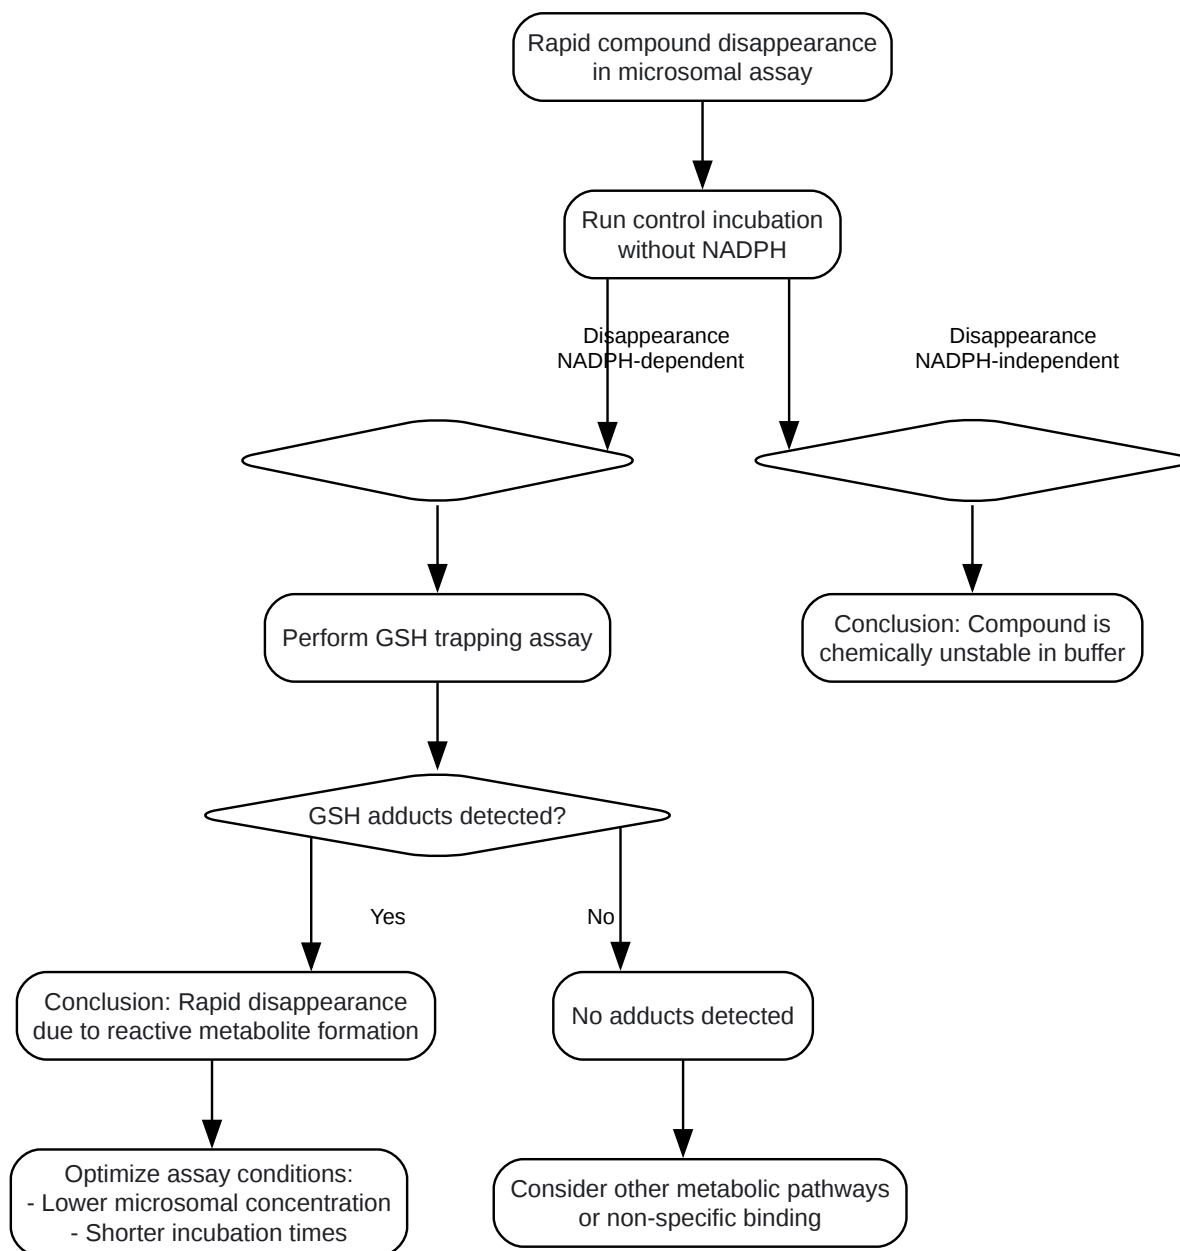 Rapid compound disappearance
in microsomal assay
Run control incubation
without NADPH
Disappearance
NADPH-dependent
Disappearance
NADPH-independent
Perform GSH trapping assay
Conclusion: Compound is
chemically unstable in buffer
GSH adducts detected?
Yes
No
Conclusion: Rapid disappearance
due to reactive metabolite formation
No adducts detected
Optimize assay conditions:
- Lower microsomal concentration
- Shorter incubation times
Consider other metabolic pathways
or non-specific binding